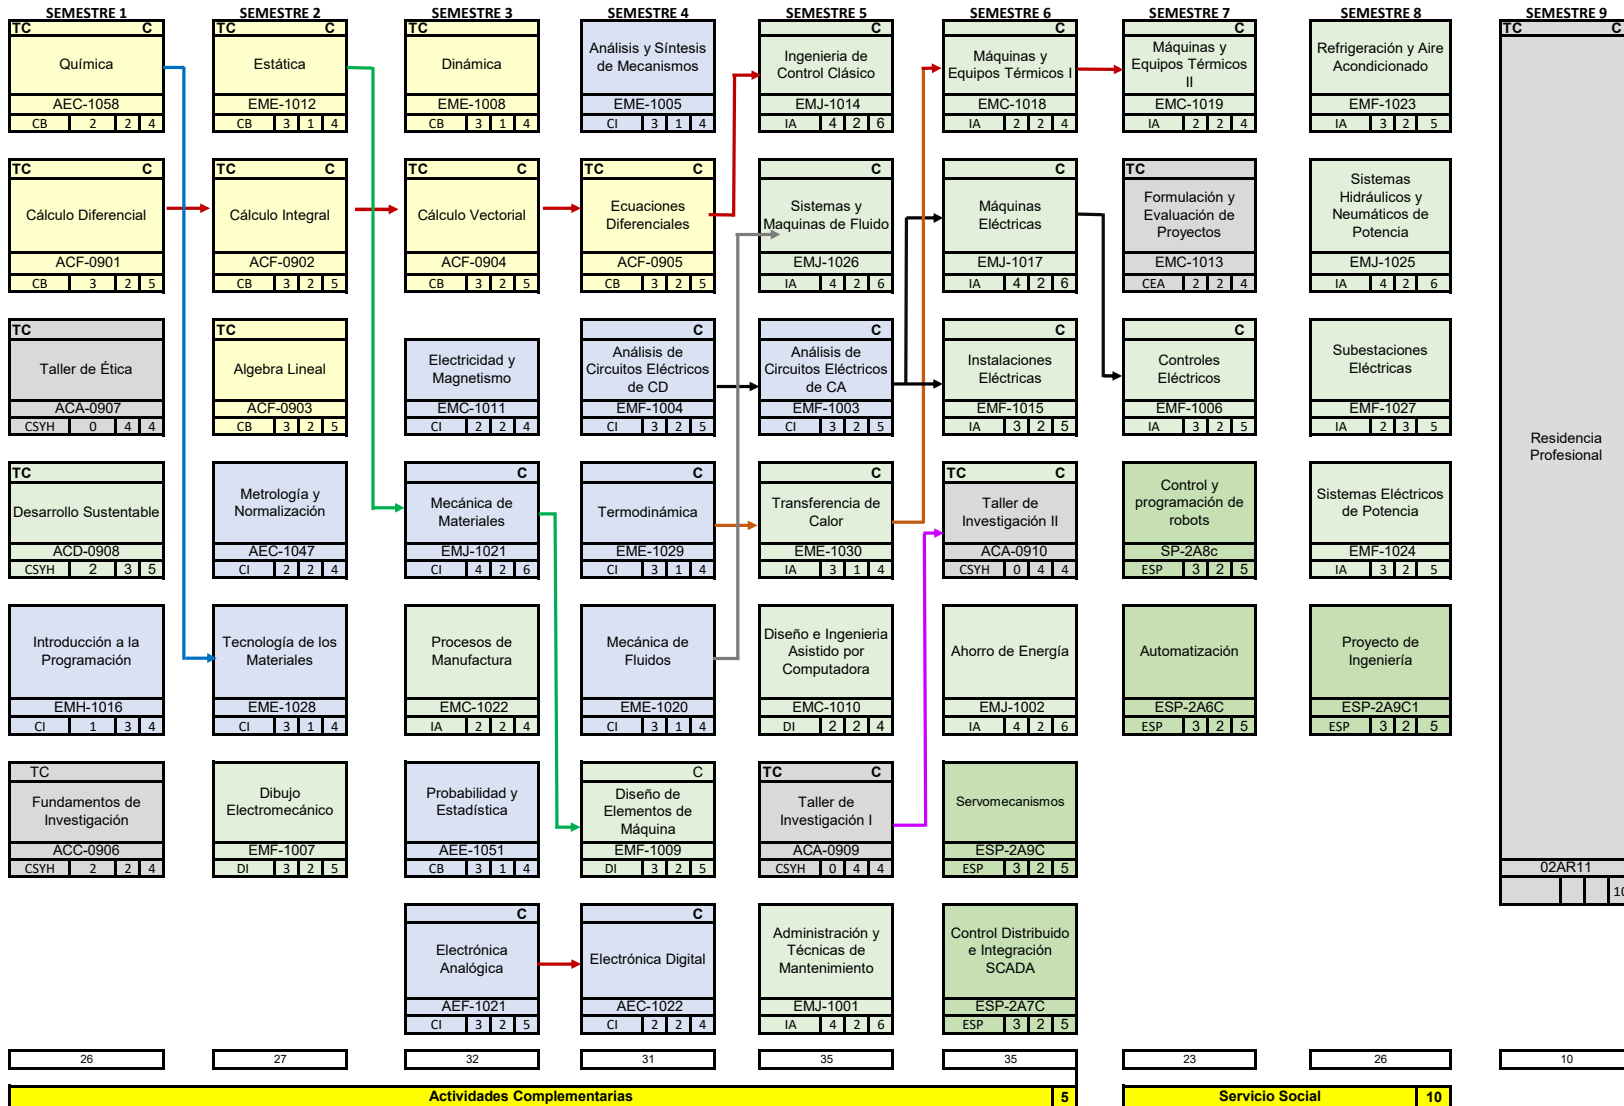 SEMESTRE 1 SEMESTRE 2 SEMESTRE 3 SEMESTRE 4 SEMESTRE 5 SEMESTRE 6 SEMESTRE 7 SEMESTRE 8 SEMESTRE 9
TC C
Química
AEC-1058
CB 2 2 4
TC C
Cálculo Diferencial
ACF-0901
CB 3 2 5
TC
Taller de Ética
ACA-0907
CSYH 0 4 4
TC
Desarrollo Sustentable
ACD-0908
CSYH 2 3 5
Introducción a la
Programación
EMH-1016
CI 1 3 4
TC
Fundamentos de
Investigación
ACC-0906
CSYH 2 2 4
26
TC C
Estática
EME-1012
CB 3 1 4
TC C
Cálculo Integral
ACF-0902
CB 3 2 5
TC
Algebra Lineal
ACF-0903
CB 3 2 5
Metrología y
Normalización
AEC-1047
CI 2 2 4
Tecnología de los
Materiales
EME-1028
CI 3 1 4
Dibujo
Electromecánico
EMF-1007
DI 3 2 5
27
TC
Dinámica
EME-1008
CB 3 1 4
TC C
Cálculo Vectorial
ACF-0904
CB 3 2 5
Electricidad y
Magnetismo
EMC-1011
CI 2 2 4
C
Mecánica de
Materiales
EMJ-1021
CI 4 2 6
Procesos de
Manufactura
EMC-1022
IA 2 2 4
Probabilidad y
Estadística
AEE-1051
CB 3 1 4
C
Electrónica
Analógica
AEF-1021
CI 3 2 5
32
Análisis y Síntesis
de Mecanismos
EME-1005
CI 3 1 4
TC C
Ecuaciones
Diferenciales
ACF-0905
CB 3 2 5
C
Análisis de
Circuitos Eléctricos
de CD
EMF-1004
CI 3 2 5
C
Termodinámica
EME-1029
CI 3 1 4
Mecánica de
Fluidos
EME-1020
CI 3 1 4
C
Diseño de
Elementos de
Máquina
EMF-1009
DI 3 2 5
C
Electrónica Digital
AEC-1022
CI 2 2 4
31
C
Ingenieria de
Control Clásico
EMJ-1014
IA 4 2 6
C
Sistemas y
Maquinas de Fluido
EMJ-1026
IA 4 2 6
C
Análisis de
Circuitos Eléctricos
de CA
EMF-1003
CI 3 2 5
C
Transferencia de
Calor
EME-1030
IA 3 1 4
Diseño e Ingenieria
Asistido por
Computadora
EMC-1010
DI 2 2 4
TC C
Taller de
Investigación I
ACA-0909
CSYH 0 4 4
Administración y
Técnicas de
Mantenimiento
EMJ-1001
IA 4 2 6
35
C
Máquinas y
Equipos Térmicos I
EMC-1018
IA 2 2 4
C
Máquinas
Eléctricas
EMJ-1017
IA 4 2 6
C
Instalaciones
Eléctricas
EMF-1015
IA 3 2 5
TC C
Taller de
Investigación II
ACA-0910
CSYH 0 4 4
Ahorro de Energía
EMJ-1002
IA 4 2 6
Servomecanismos
ESP-2A9C
ESP 3 2 5
Control Distribuido
e Integración
SCADA
ESP-2A7C
ESP 3 2 5
35
C
Máquinas y
Equipos Térmicos
II
EMC-1019
IA 2 2 4
TC
Formulación y
Evaluación de
Proyectos
EMC-1013
CEA 2 2 4
C
Controles
Eléctricos
EMF-1006
IA 3 2 5
Control y
programación de
robots
SP-2A8c
ESP 3 2 5
Automatización
ESP-2A6C
ESP 3 2 5
23
Refrigeración y Aire
Acondicionado
EMF-1023
IA 3 2 5
Sistemas
Hidráulicos y
Neumáticos de
Potencia
EMJ-1025
IA 4 2 6
Subestaciones
Eléctricas
EMF-1027
IA 2 3 5
Sistemas Eléctricos
de Potencia
EMF-1024
IA 3 2 5
Proyecto de
Ingeniería
ESP-2A9C1
ESP 3 2 5
26
TC C
Residencia
Profesional
02AR11
10
10
Actividades Complementarias 5
Servicio Social 10